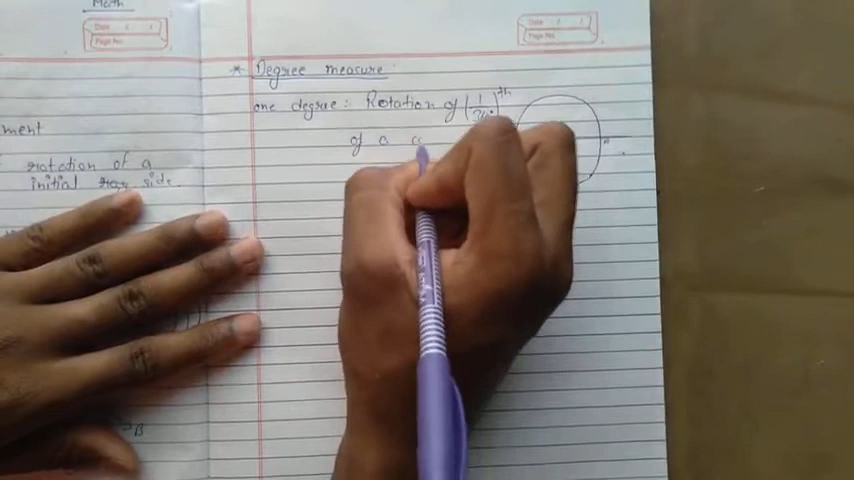 Math
Date / /
Page No.
Date / /
Page No.
* Degree measure:
one degree: Rotation of (1/360)th
of a a
ment
rotation of a
initial ray side.
B